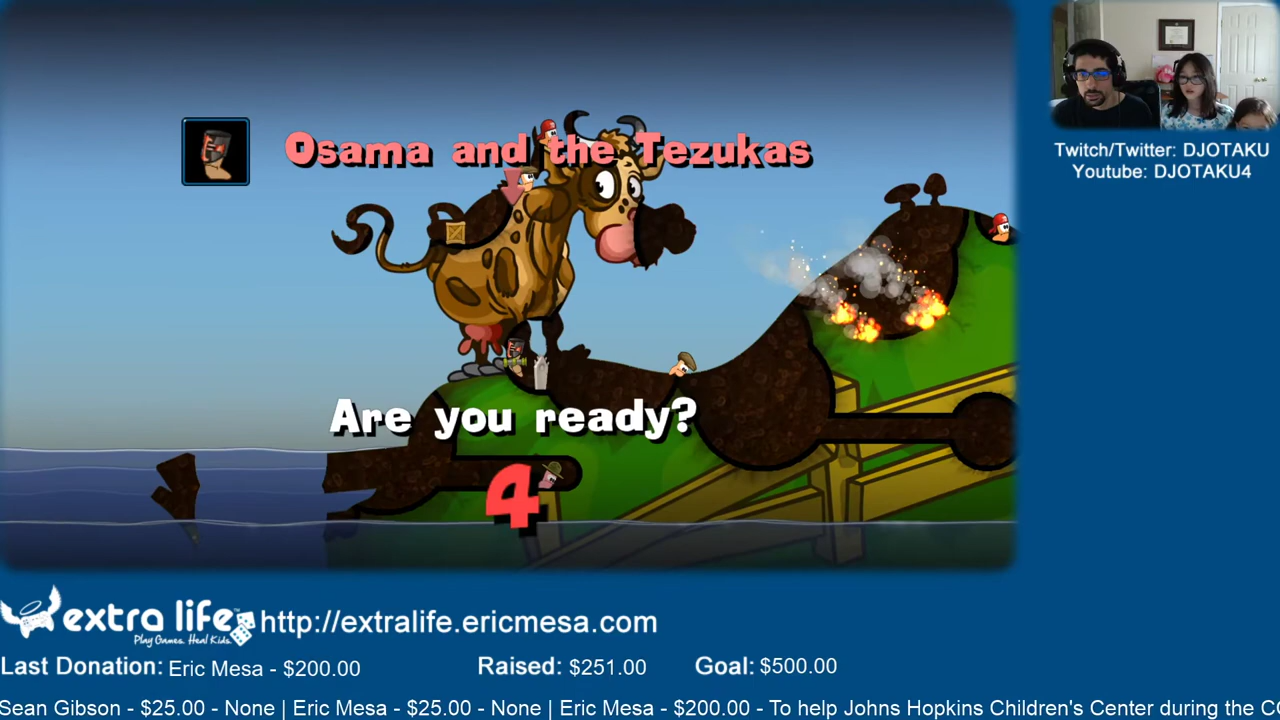 Osama and the Tezukas
Twitch/Twitter: DJOTAKU
Youtube: DJOTAKU4
Are you ready?
4
extra life
Play Games. Heal Kids.
http://extralife.ericmesa.com
Last Donation: Eric Mesa - $200.00
Raised: $251.00
Goal: $500.00
Sean Gibson - $25.00 - None | Eric Mesa - $25.00 - None | Eric Mesa - $200.00 - To help Johns Hopkins Children's Center during the